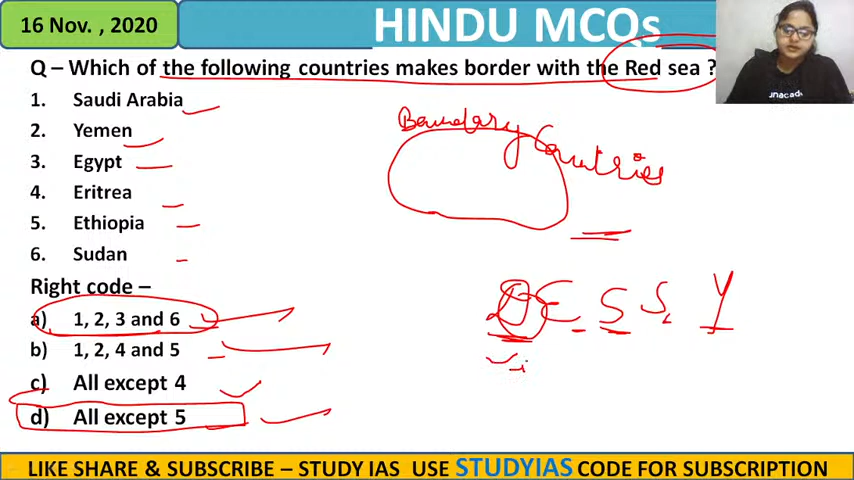 16 Nov. , 2020
HINDU MCQs
Q – Which of the following countries makes border with the Red sea ?
unacad
1. Saudi Arabia
2. Yemen
3. Egypt
4. Eritrea
5. Ethiopia
6. Sudan
Boundary Countries
Right code –
a) 1, 2, 3 and 6
b) 1, 2, 4 and 5
c) All except 4
d) All except 5
D E S S Y
LIKE SHARE & SUBSCRIBE – STUDY IAS USE STUDYIAS CODE FOR SUBSCRIPTION